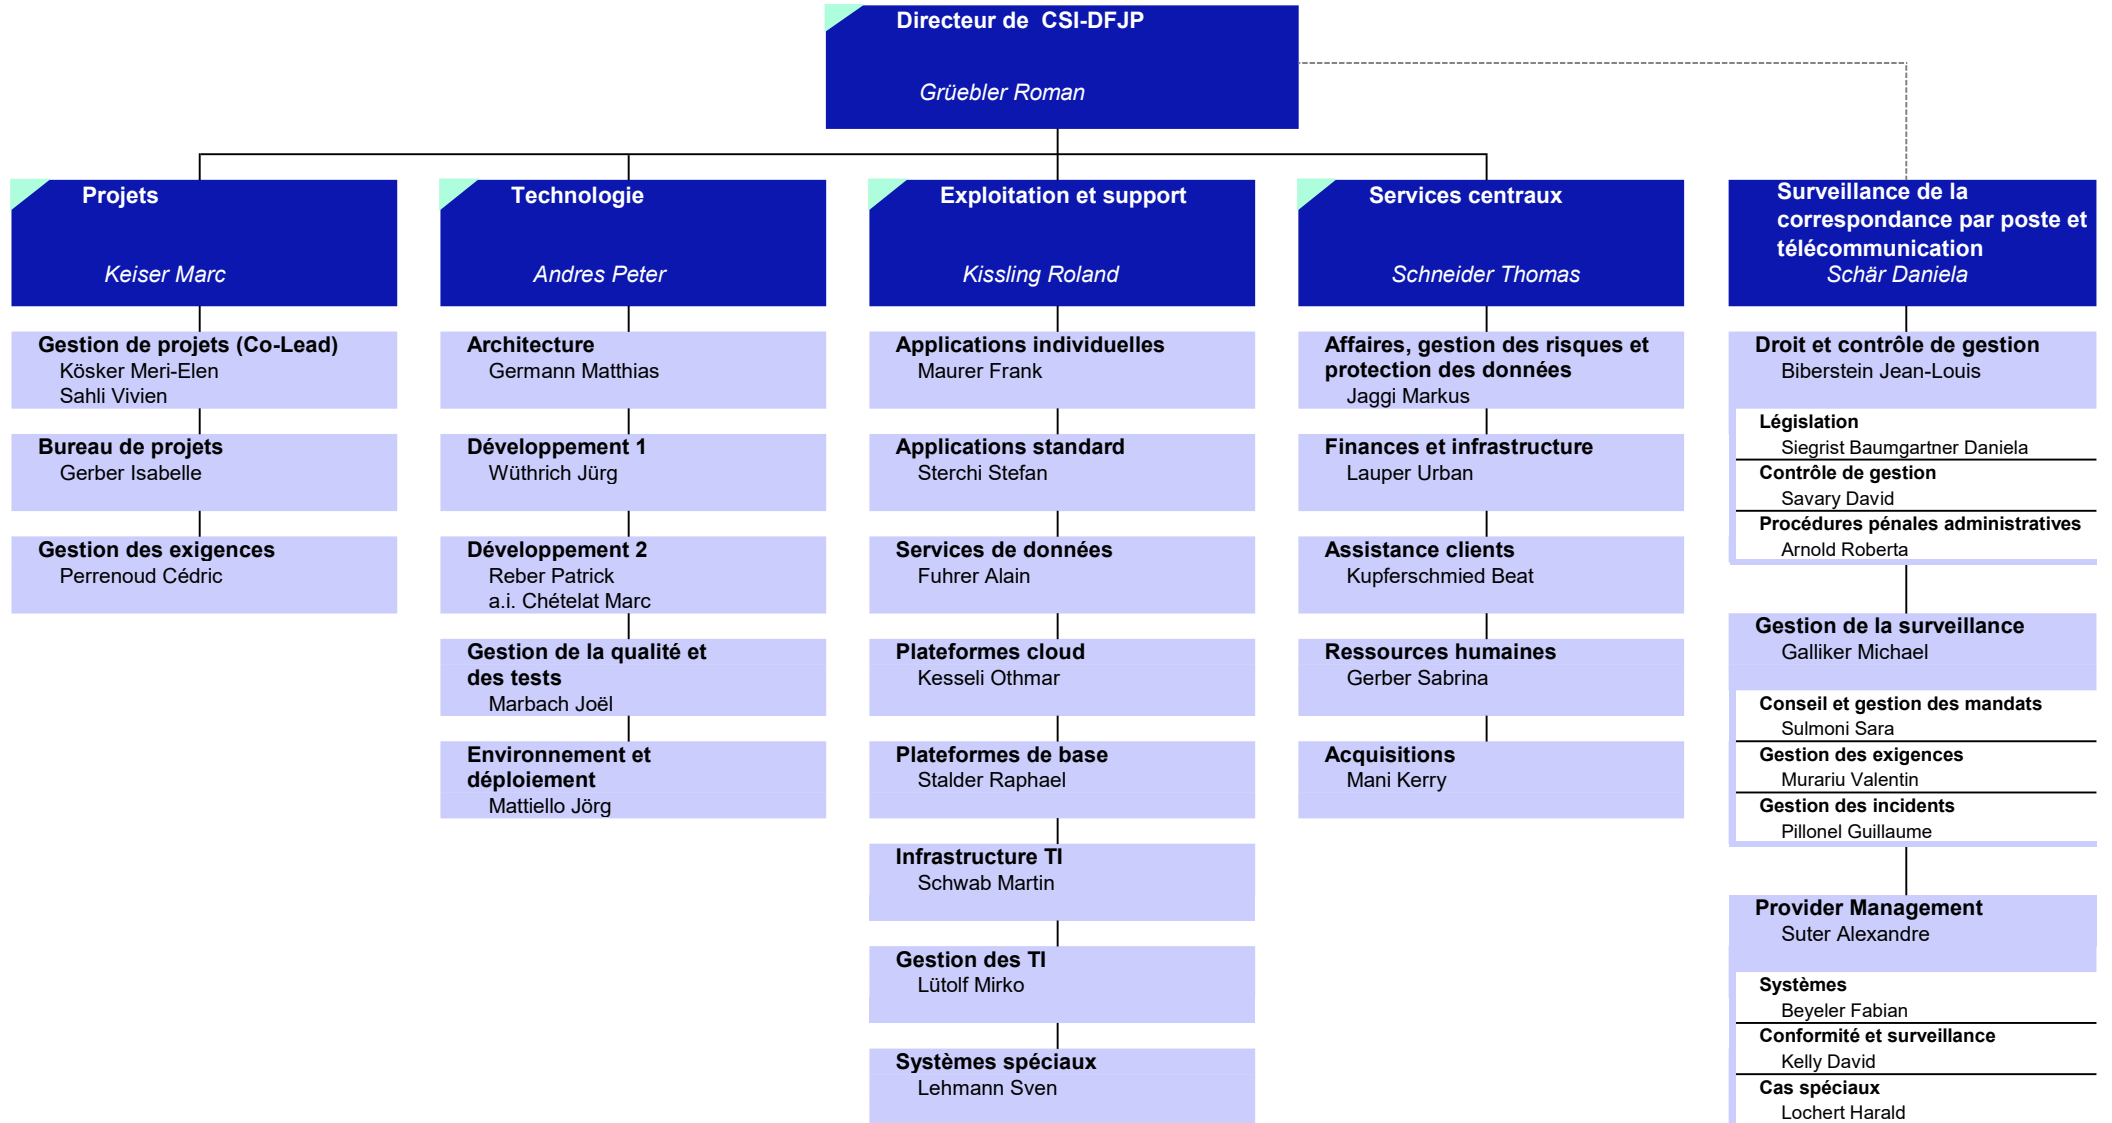 Directeur de CSI-DFJP
Grüebler Roman
Projets
Keiser Marc
Gestion de projets (Co-Lead)
Kösker Meri-Elen
Sahli Vivien
Bureau de projets
Gerber Isabelle
Gestion des exigences
Perrenoud Cédric
Technologie
Andres Peter
Architecture
Germann Matthias
Développement 1
Wüthrich Jürg
Développement 2
Reber Patrick
a.i. Chételat Marc
Gestion de la qualité et
des tests
Marbach Joël
Environnement et
déploiement
Mattiello Jörg
Exploitation et support
Kissling Roland
Applications individuelles
Maurer Frank
Applications standard
Sterchi Stefan
Services de données
Fuhrer Alain
Plateformes cloud
Kesseli Othmar
Plateformes de base
Stalder Raphael
Infrastructure TI
Schwab Martin
Gestion des TI
Lütolf Mirko
Systèmes spéciaux
Lehmann Sven
Services centraux
Schneider Thomas
Affaires, gestion des risques et
protection des données
Jaggi Markus
Finances et infrastructure
Lauper Urban
Assistance clients
Kupferschmied Beat
Ressources humaines
Gerber Sabrina
Acquisitions
Mani Kerry
Surveillance de la
correspondance par poste et
télécommunication
Schär Daniela
Droit et contrôle de gestion
Biberstein Jean-Louis
Législation
Siegrist Baumgartner Daniela
Contrôle de gestion
Savary David
Procédures pénales administratives
Arnold Roberta
Gestion de la surveillance
Galliker Michael
Conseil et gestion des mandats
Sulmoni Sara
Gestion des exigences
Murariu Valentin
Gestion des incidents
Pillonel Guillaume
Provider Management
Suter Alexandre
Systèmes
Beyeler Fabian
Conformité et surveillance
Kelly David
Cas spéciaux
Lochert Harald